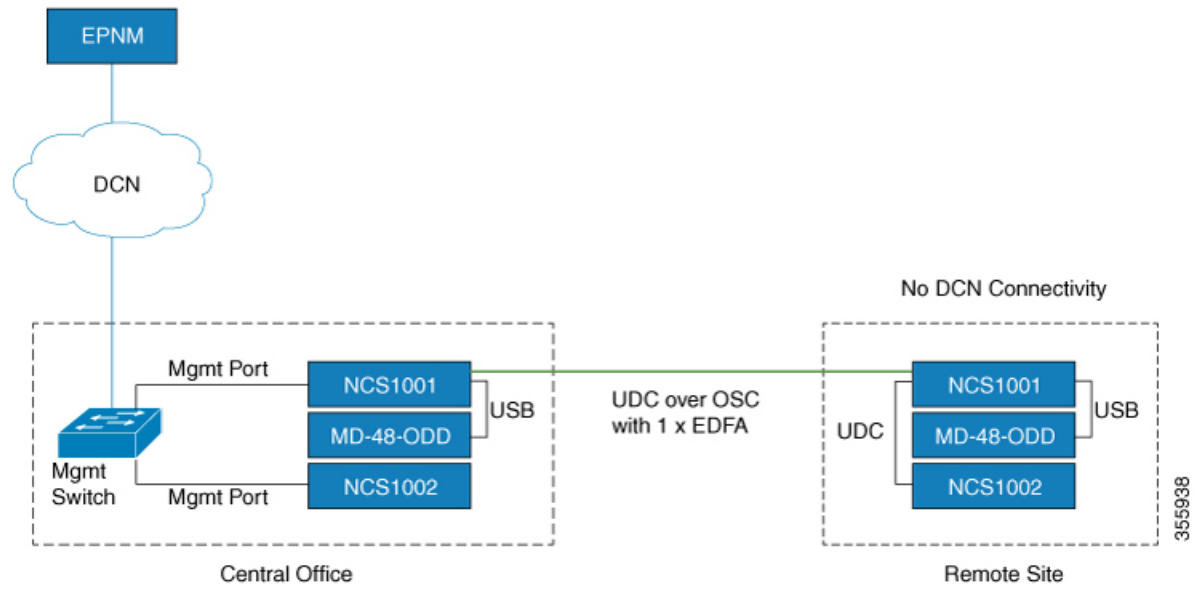 EPNM
DCN
No DCN Connectivity
Mgmt Port
NCS1001
MD-48-ODD
NCS1002
USB
Mgmt
Switch
Mgmt Port
UDC over OSC
with 1 x EDFA
UDC
NCS1001
MD-48-ODD
NCS1002
USB
355938
Central Office
Remote Site